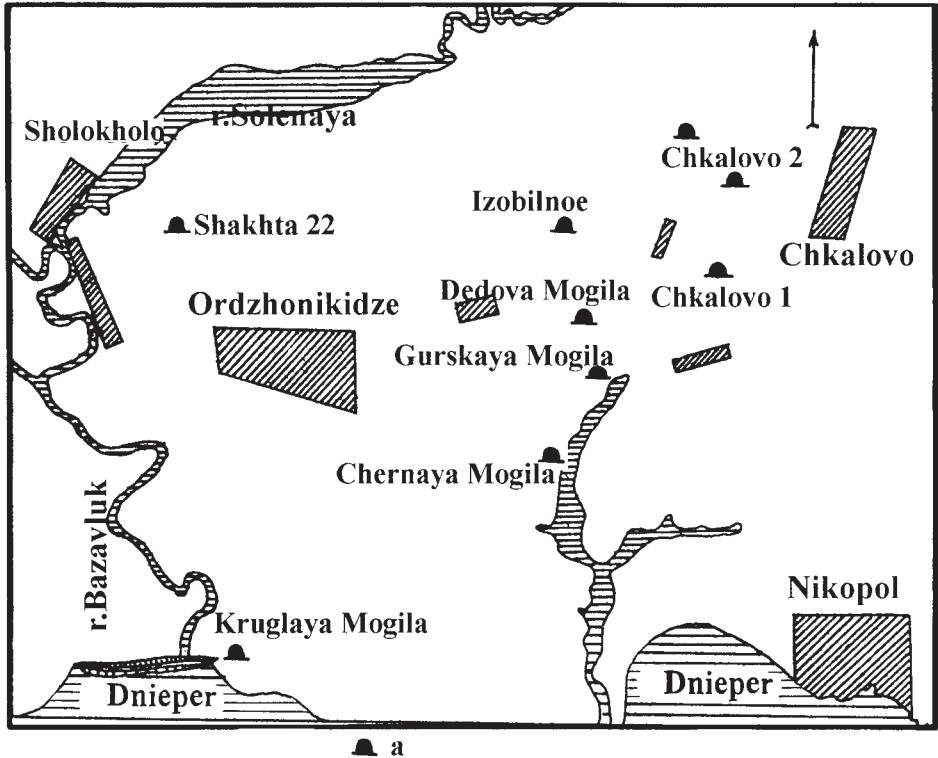 r.Solenaya
Sholokholo
Chkalovo 2
Izobilnoe
Shakhta 22
Chkalovo
Dedova Mogila
Chkalovo 1
Ordzhonikidze
Gurskaya Mogila
Chernaya Mogila
r.Bazavluk
Nikopol
Kruglaya Mogila
Dnieper
Dnieper
a